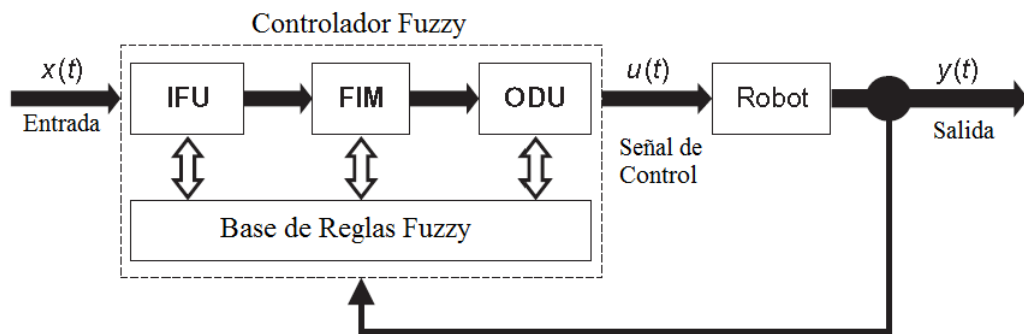 Controlador Fuzzy
x(t)
Entrada
IFU
FIM
ODU
u(t)
Señal de
Control
Robot
y(t)
Salida
Base de Reglas Fuzzy